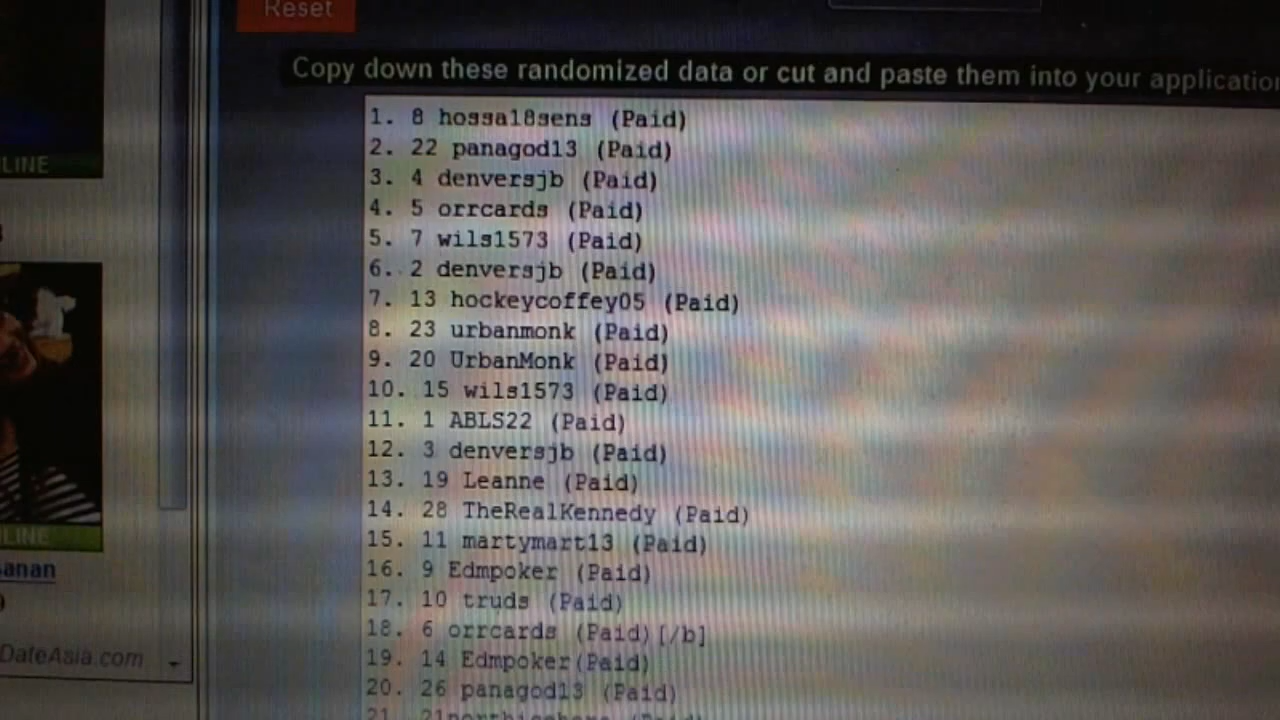 Reset
Copy down these randomized data or cut and paste them into your application
1. 8 hossa18sens (Paid)
2. 22 panagod13 (Paid)
3. 4 denversjb (Paid)
4. 5 orrcards (Paid)
5. 7 wils1573 (Paid)
6. 2 denversjb (Paid)
7. 13 hockeycoffey05 (Paid)
8. 23 urbanmonk (Paid)
9. 20 UrbanMonk (Paid)
10. 15 wils1573 (Paid)
11. 1 ABLS22 (Paid)
12. 3 denversjb (Paid)
13. 19 Leanne (Paid)
14. 28 TheRealKennedy (Paid)
15. 11 martymart13 (Paid)
16. 9 Edmpoker (Paid)
17. 10 truds (Paid)
18. 6 orrcards (Paid)[/b]
19. 14 Edmpoker(Paid)
20. 26 panagod13 (Paid)
LINE
LINE
anan
DateAsia.com